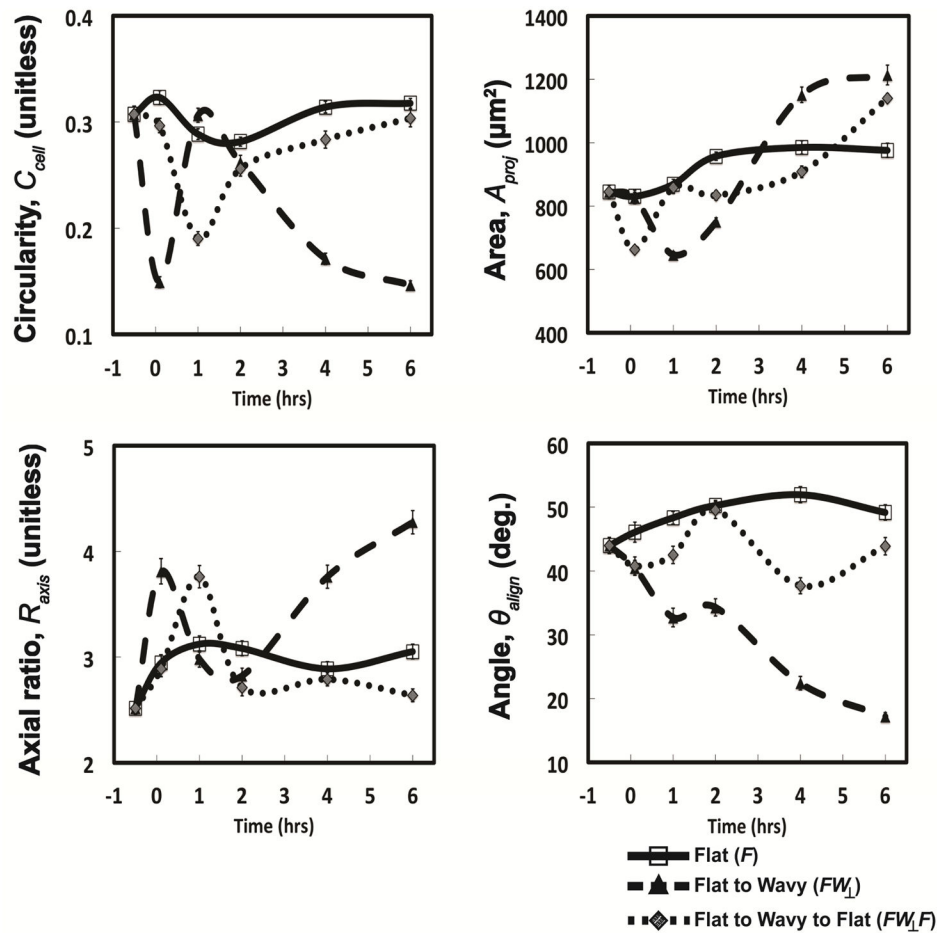 Circularity, C_cell (unitless)
0.4
0.3
0.2
0.1
-1 0 1 2 3 4 5 6
Time (hrs)
Area, A_proj (µm²)
1400
1200
1000
800
600
400
-1 0 1 2 3 4 5 6
Time (hrs)
Axial ratio, R_axis (unitless)
5
4
3
2
-1 0 1 2 3 4 5 6
Time (hrs)
Angle, θ_align (deg.)
60
50
40
30
20
10
-1 0 1 2 3 4 5 6
Time (hrs)
Flat (F)
Flat to Wavy (FW⊥)
Flat to Wavy to Flat (FW⊥F)